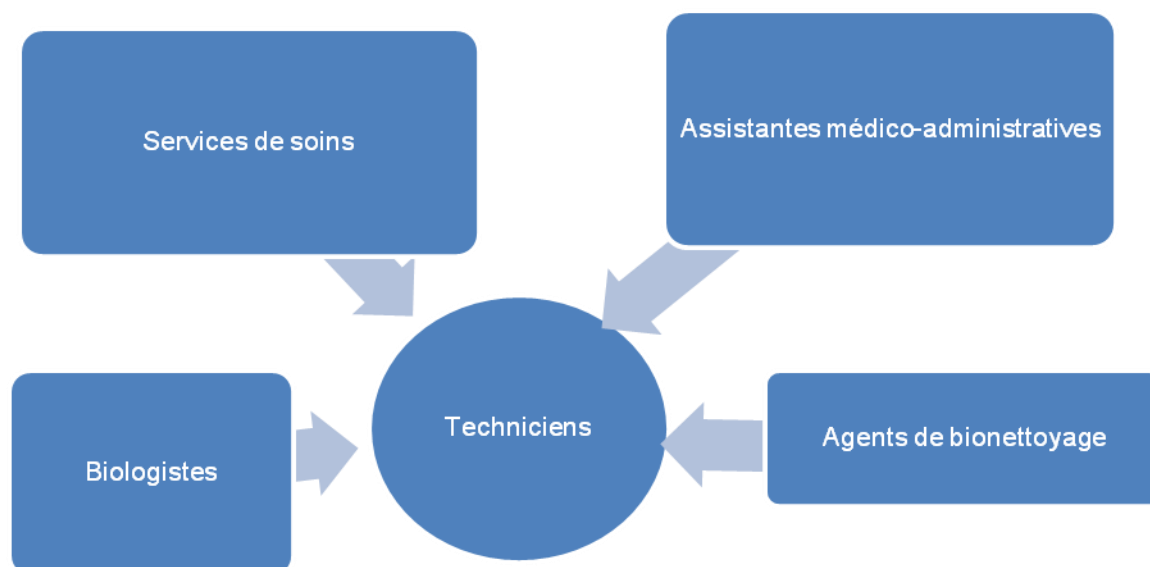 Services de soins
Assistantes médico-administratives
Techniciens
Biologistes
Agents de bionettoyage